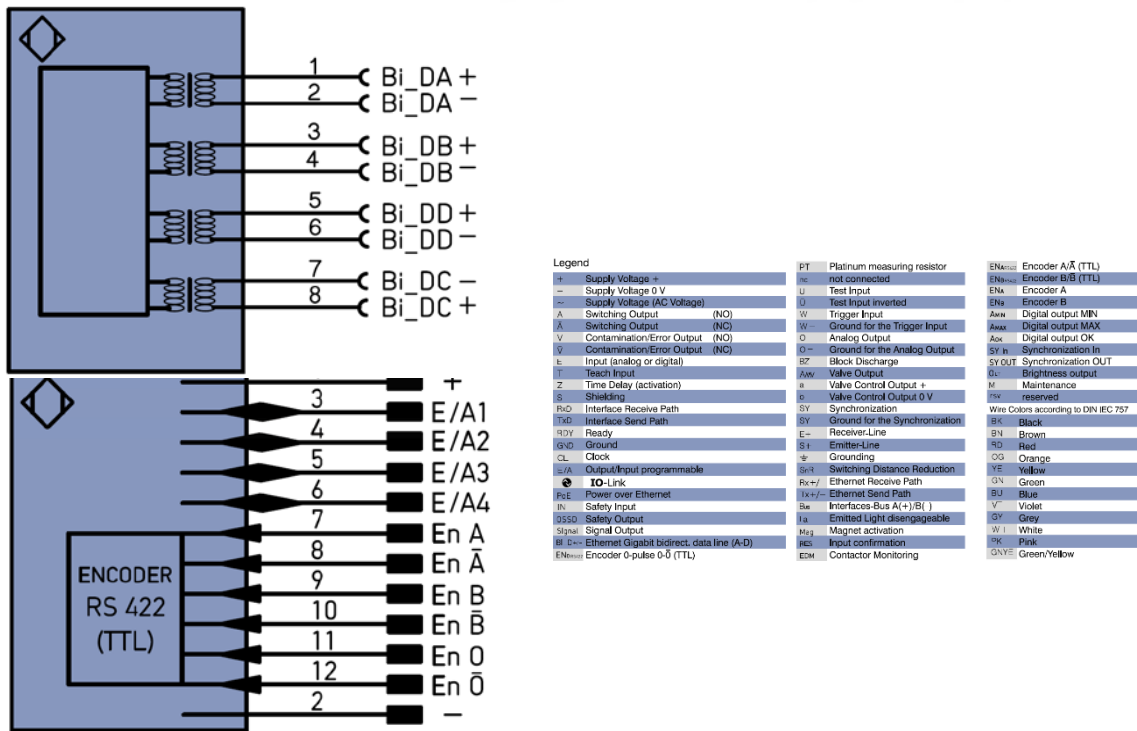 1
Bi_DA+
2
Bi_DA-
3
Bi_DB+
4
Bi_DB-
5
Bi_DD+
6
Bi_DD-
7
Bi_DC-
8
Bi_DC+
+
3
E/A1
4
E/A2
5
E/A3
6
E/A4
7
En A
8
En Ā
9
En B
10
En B̄
11
En 0
12
En 0̄
2
-
ENCODER
RS 422
(TTL)
Legend
+ Supply Voltage +
- Supply Voltage 0 V
~ Supply Voltage (AC Voltage)
A Switching Output (NO)
Ā Switching Output (NC)
V Contamination/Error Output (NO)
V̄ Contamination/Error Output (NC)
E Input (analog or digital)
T Teach Input
Z Time Delay (activation)
S Shielding
RxD Interface Receive Path
TxD Interface Send Path
RDY Ready
GND Ground
CL Clock
E/A Output/Input programmable
IO-Link
PoE Power over Ethernet
IN Safety Input
OSSD Safety Output
Signal Signal Output
Ethernet Gigabit bidirect. data line (A-D)
Encoder 0-pulse 0-0̄ (TTL)
PT Platinum measuring resistor
nc not connected
U Test Input
Ū Test Input inverted
W Trigger Input
W- Ground for the Trigger Input
O Analog Output
O- Ground for the Analog Output
BZ Block Discharge
AMV Valve Output
a Valve Control Output +
b Valve Control Output 0 V
SY Synchronization
SY Ground for the Synchronization
E+ Receiver-Line
S+ Emitter-Line
Grounding
SnR Switching Distance Reduction
Rx+/ Ethernet Receive Path
Tx+/- Ethernet Send Path
Bus Interfaces-Bus A(+)/B( )
La Emitted Light disengageable
Mag Magnet activation
RES Input confirmation
EDM Contactor Monitoring
Encoder A/Ā (TTL)
Encoder B/B̄ (TTL)
ENA Encoder A
ENB Encoder B
AMIN Digital output MIN
AMAX Digital output MAX
AOK Digital output OK
SY In Synchronization In
SY OUT Synchronization OUT
Brightness output
M Maintenance
rsv reserved
Wire Colors according to DIN IEC 757
BK Black
BN Brown
RD Red
OG Orange
YE Yellow
GN Green
BU Blue
Violet
GY Grey
White
PK Pink
GNYE Green/Yellow